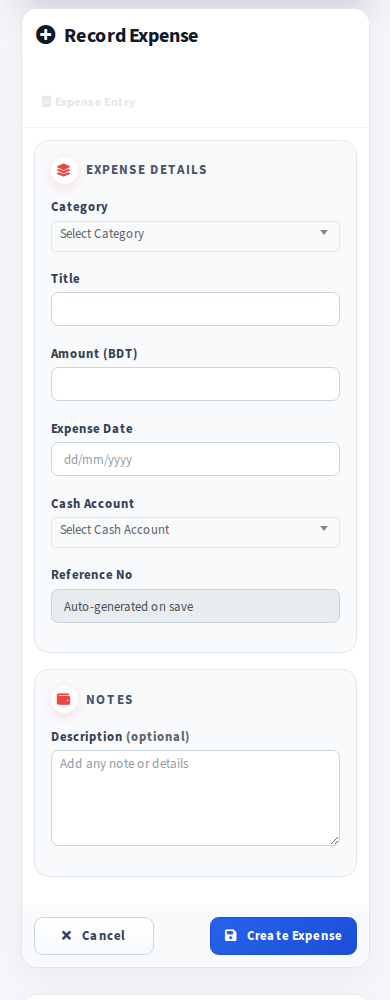 Record Expense
Expense Entry
EXPENSE DETAILS
Category
Select Category
Title
Amount (BDT)
Expense Date
dd/mm/yyyy
Cash Account
Select Cash Account
Reference No
Auto-generated on save
NOTES
Description (optional)
Add any note or details
Cancel
Create Expense